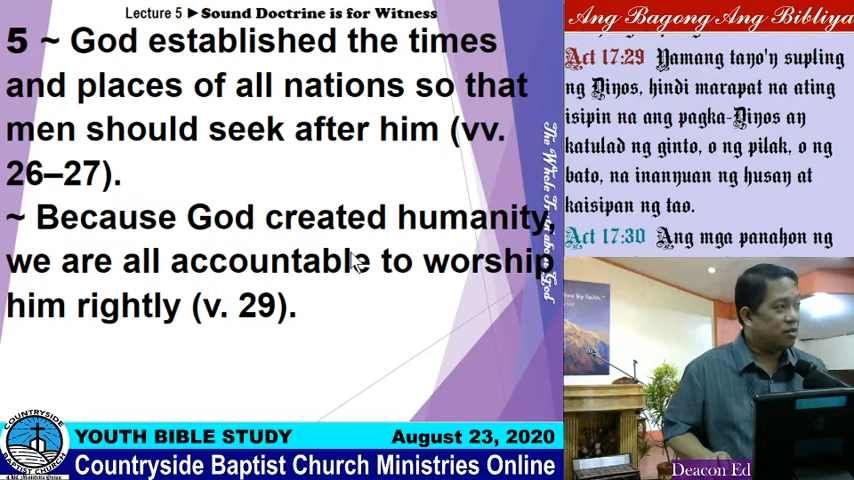 Lecture 5 ►Sound Doctrine is for Witness
5 ~ God established the times
and places of all nations so that
men should seek after him (vv.
26–27).
~ Because God created humanity,
we are all accountable to worship
him rightly (v. 29).
Ang Bagong Ang Bibliya
Act 17:29 Yamang tayo'y supling
ng Diyos, hindi marapat na ating
isipin na ang pagka-Diyos ay
katulad ng ginto, o ng pilak, o ng
bato, na inanyuan ng husay at
kaisipan ng tao.
Act 17:30 Ang mga panahon ng
live by faith.
COUNTRYSIDE
BAPTIST CHURCH
YOUTH BIBLE STUDY
August 23, 2020
Countryside Baptist Church Ministries Online
Deacon Ed